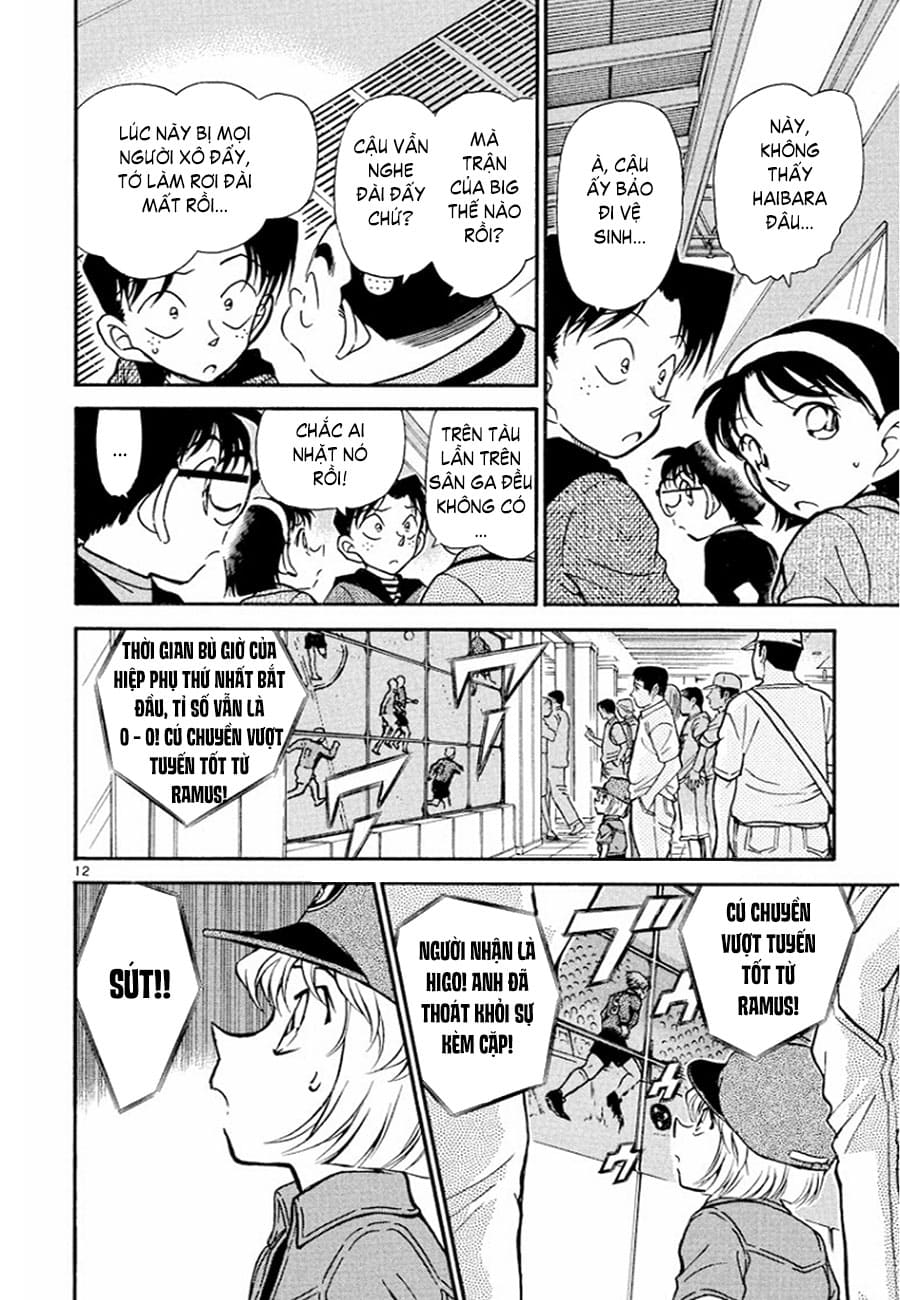 NÀY,
KHÔNG
THẤY
HAIBARA
ĐÂU...
À, CẬU
ẤY BẢO
ĐI VỆ
SINH...
MÀ
TRẬN
CỦA BIG
THẾ NÀO
RỒI?
CẬU VẪN
NGHE
ĐÀI ĐẤY
CHỨ?
LÚC NÀY BỊ MỌI
NGƯỜI XÔ ĐẨY,
TỚ LÀM RƠI ĐÀI
MẤT RỒI...
TRÊN TÀU
LẪN TRÊN
SÂN GA ĐỀU
KHÔNG CÓ
...
CHẮC AI
NHẶT NÓ
RỒI!
...
THỜI GIAN BÙ GIỜ CỦA
HIỆP PHỤ THỨ NHẤT BẮT
ĐẦU, TỈ SỐ VẪN LÀ
0 - 0! CÚ CHUYỀN VƯỢT
TUYẾN TỐT TỪ
RAMUS!
12
CÚ CHUYỀN
VƯỢT TUYẾN
TỐT TỪ
RAMUS!
NGƯỜI NHẬN LÀ
HIGO! ANH ĐÃ
THOÁT KHỎI SỰ
KÈM CẶP!
SÚT!!